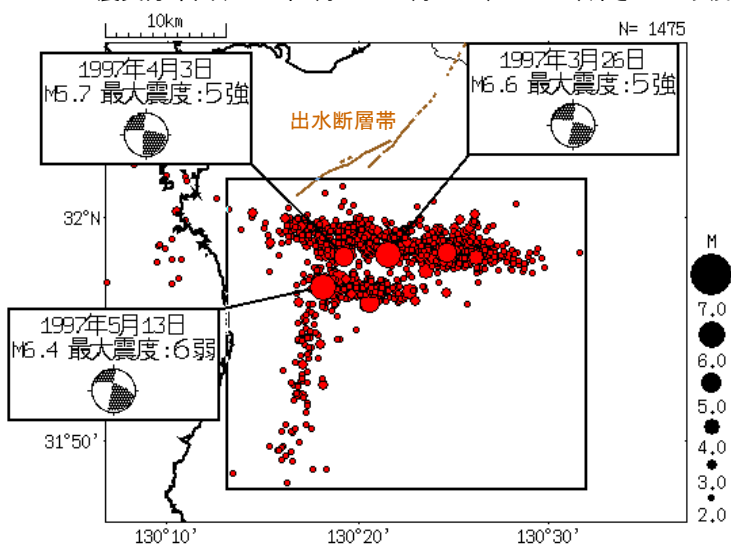 10km
N= 1475
1997年4月3日
M5.7 最大震度:5強
1997年3月26日
M6.6 最大震度:5強
出水断層帯
32°N
M
7.0
6.0
5.0
4.0
3.0
2.0
1997年5月13日
M6.4 最大震度:6弱
31°50'
130°10'
130°20'
130°30'